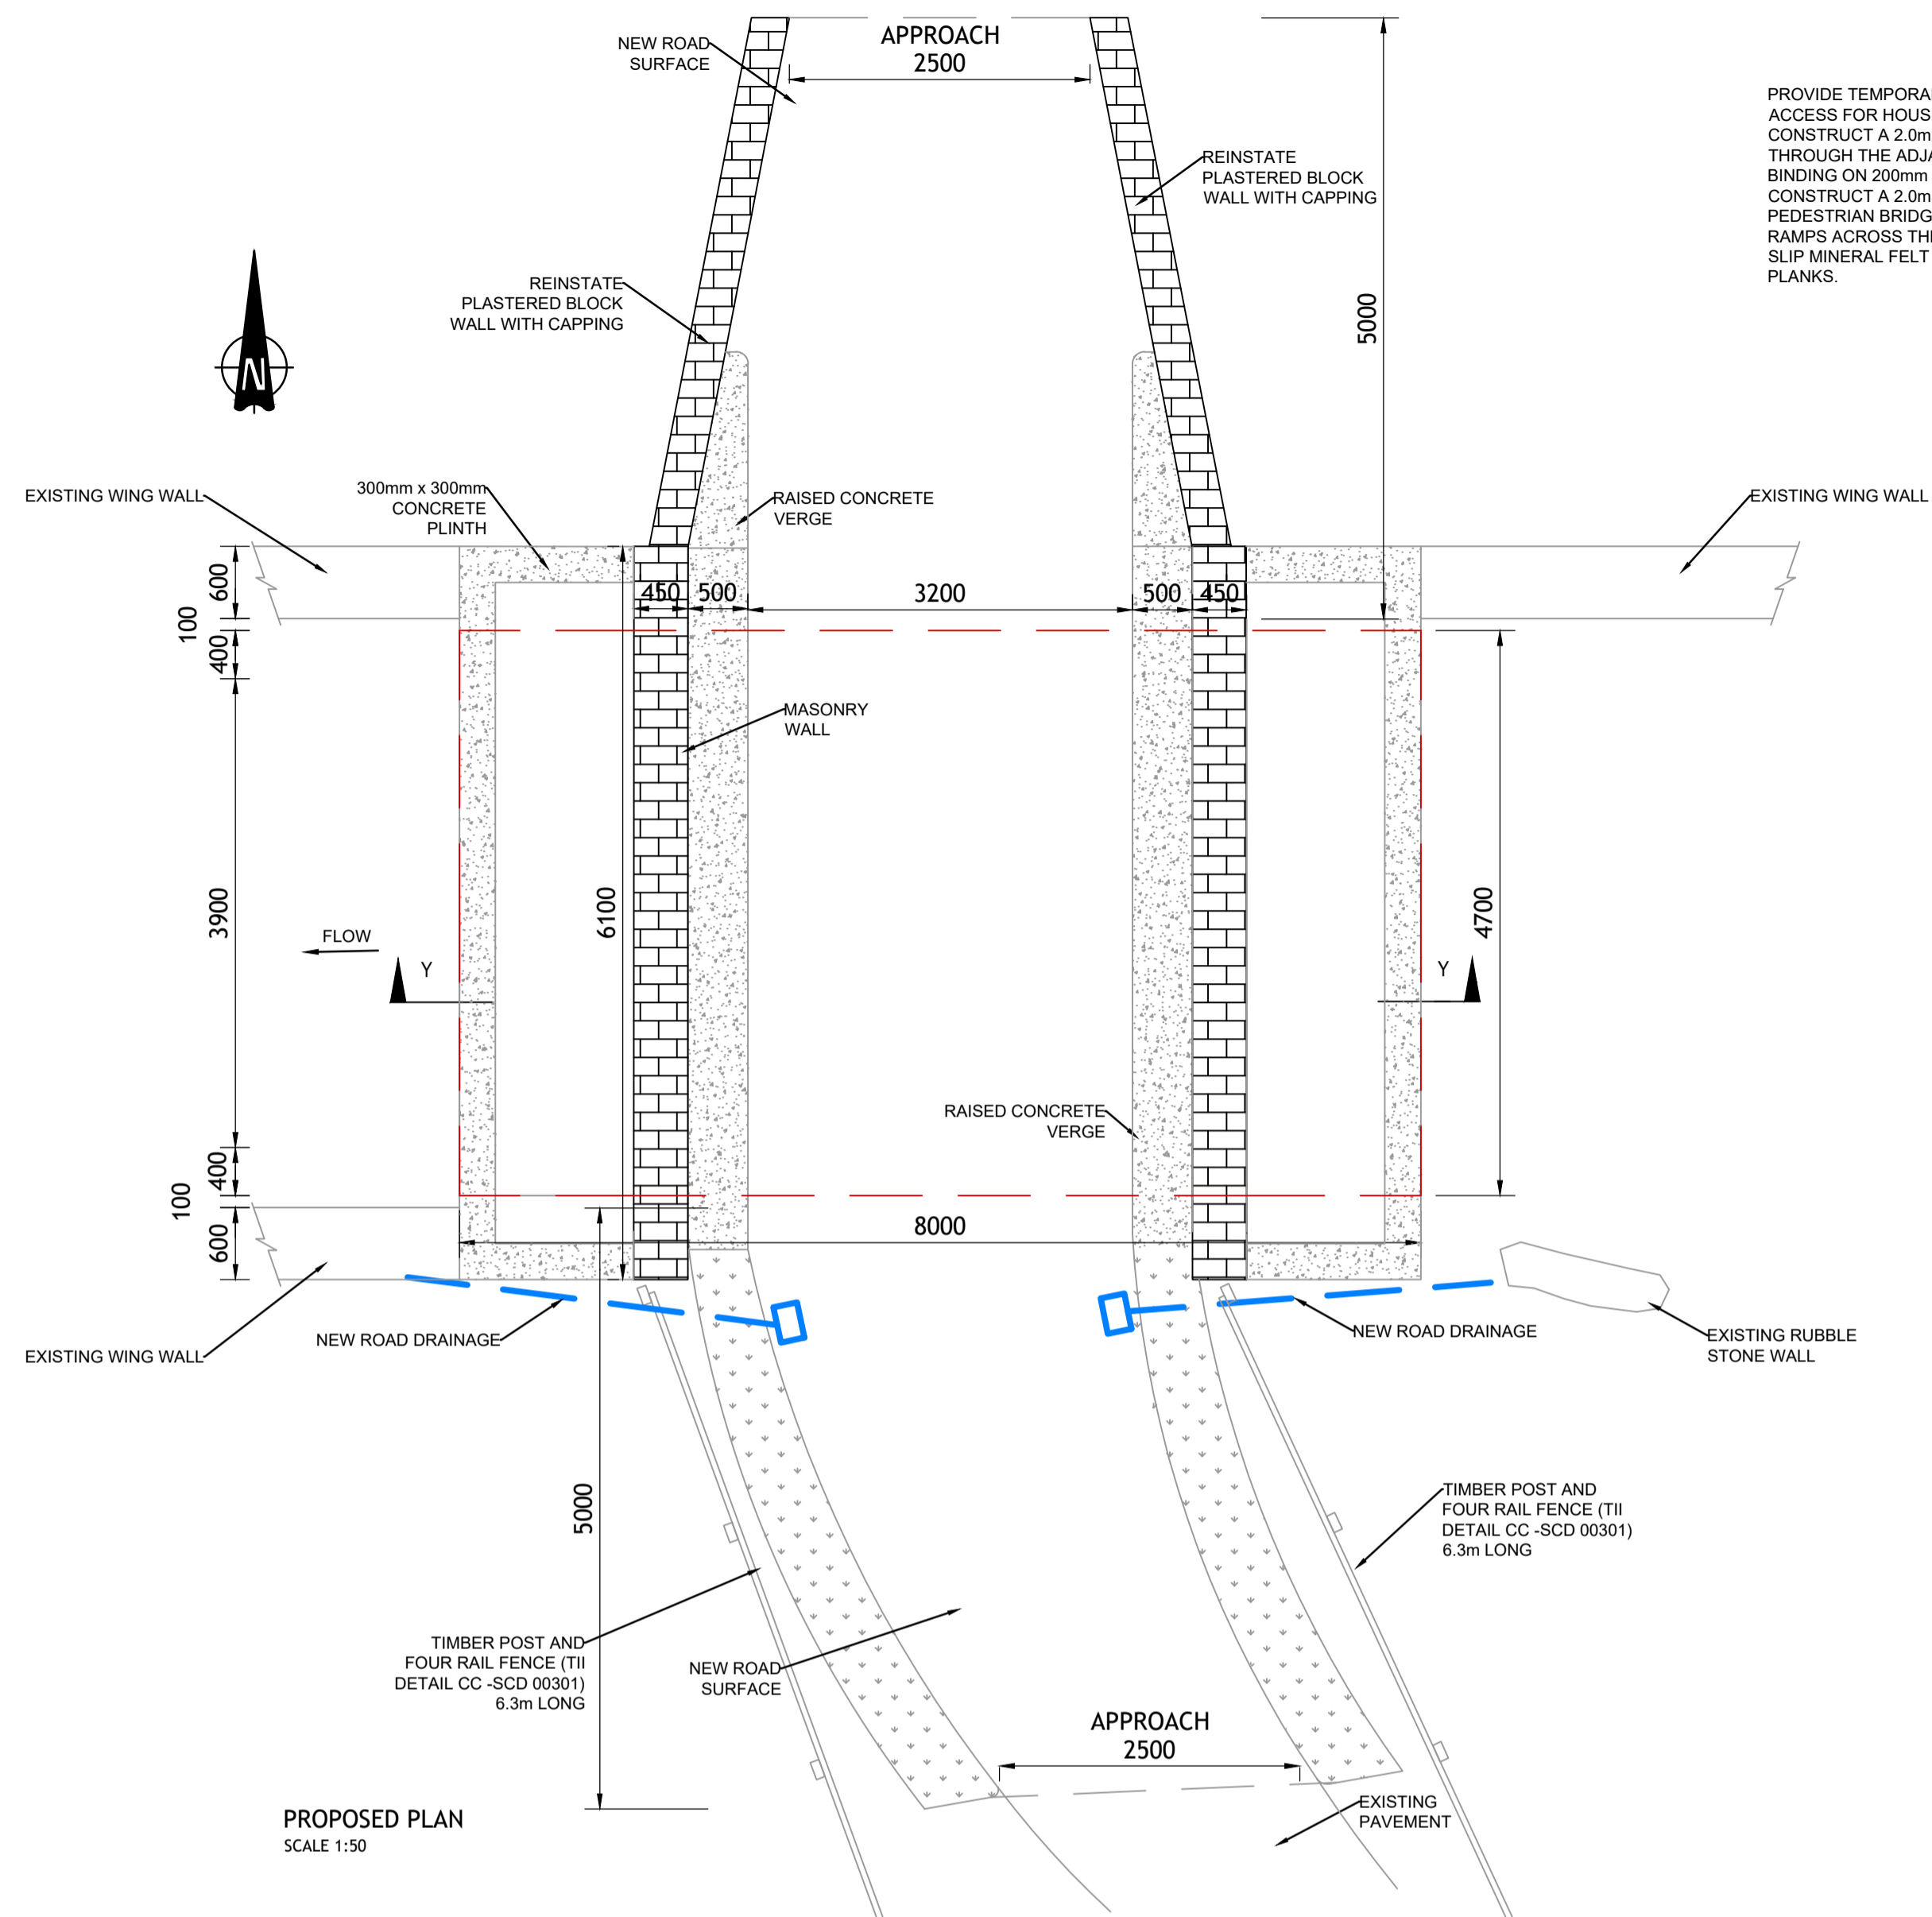 APPROACH
2500
NEW ROAD
SURFACE
PROVIDE TEMPORA
ACCESS FOR HOUS
CONSTRUCT A 2.0m
THROUGH THE ADJA
BINDING ON 200mm
CONSTRUCT A 2.0m
PEDESTRIAN BRIDG
RAMPS ACROSS TH
SLIP MINERAL FELT
PLANKS.
REINSTATE
PLASTERED BLOCK
WALL WITH CAPPING
REINSTATE
PLASTERED BLOCK
WALL WITH CAPPING
5000
N
EXISTING WING WALL
300mm x 300mm
CONCRETE
PLINTH
RAISED CONCRETE
VERGE
EXISTING WING WALL
600
100
400
450
500
3200
500
450
MASONRY
WALL
3900
6100
4700
FLOW
Y
Y
RAISED CONCRETE
VERGE
400
100
600
8000
EXISTING WING WALL
NEW ROAD DRAINAGE
NEW ROAD DRAINAGE
EXISTING RUBBLE
STONE WALL
5000
TIMBER POST AND
FOUR RAIL FENCE (TII
DETAIL CC -SCD 00301)
6.3m LONG
TIMBER POST AND
FOUR RAIL FENCE (TII
DETAIL CC -SCD 00301)
6.3m LONG
NEW ROAD
SURFACE
APPROACH
2500
EXISTING
PAVEMENT
PROPOSED PLAN
SCALE 1:50